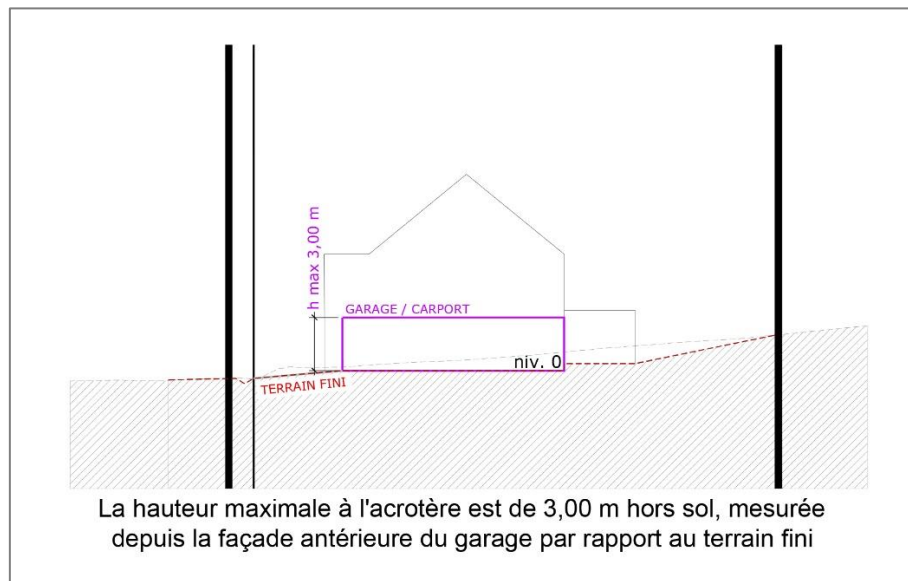 h max 3,00 m
GARAGE / CARPORT
niv. 0
TERRAIN FINI
La hauteur maximale à l'acrotère est de 3,00 m hors sol, mesurée
depuis la façade antérieure du garage par rapport au terrain fini